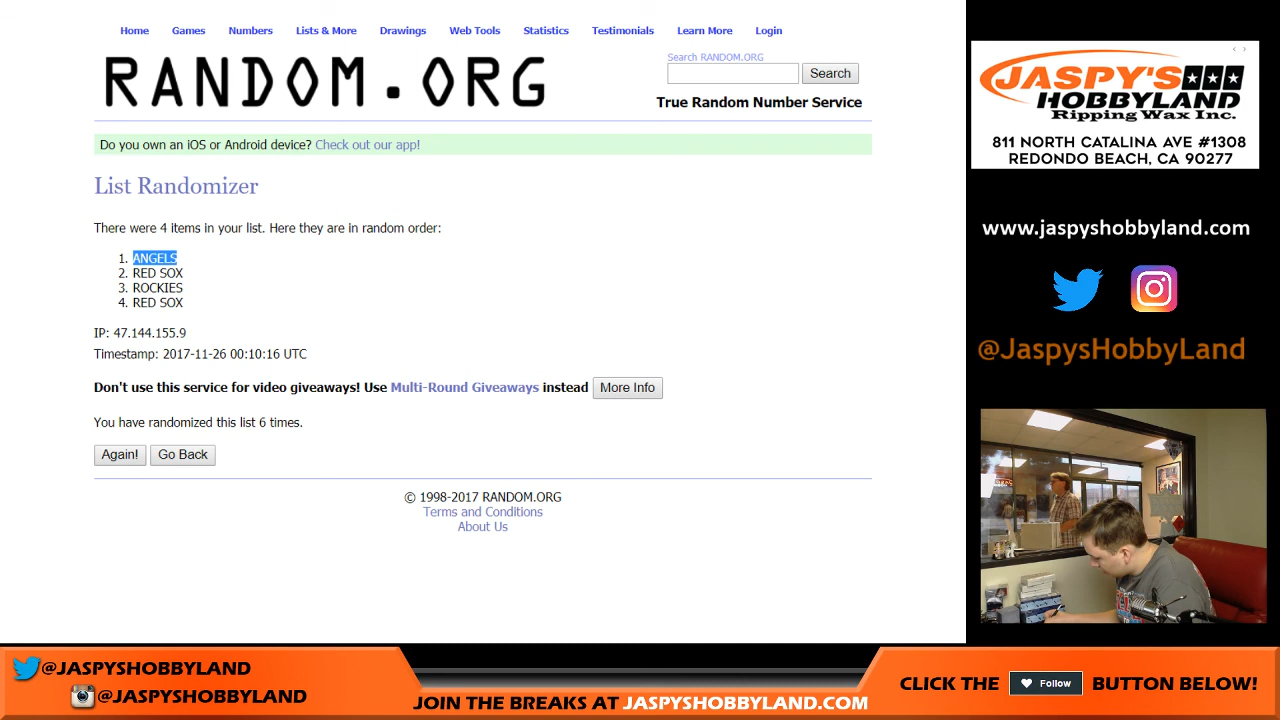 Home Games Numbers Lists & More Drawings Web Tools Statistics Testimonials Learn More Login
RANDOM.ORG
Search RANDOM.ORG
Search
True Random Number Service
Do you own an iOS or Android device? Check out our app!
List Randomizer
There were 4 items in your list. Here they are in random order:
1. ANGELS
2. RED SOX
3. ROCKIES
4. RED SOX
IP: 47.144.155.9
Timestamp: 2017-11-26 00:10:16 UTC
Don't use this service for video giveaways! Use Multi-Round Giveaways instead More Info
You have randomized this list 6 times.
Again! Go Back
© 1998-2017 RANDOM.ORG
Terms and Conditions
About Us
JASPY'S
HOBBYLAND
Ripping Wax Inc.
811 NORTH CATALINA AVE #1308
REDONDO BEACH, CA 90277
www.jaspyshobbyland.com
@JaspysHobbyLand
@JASPYSHOBBYLAND
@JASPYSHOBBYLAND
JOIN THE BREAKS AT JASPYSHOBBYLAND.COM
CLICK THE Follow BUTTON BELOW!